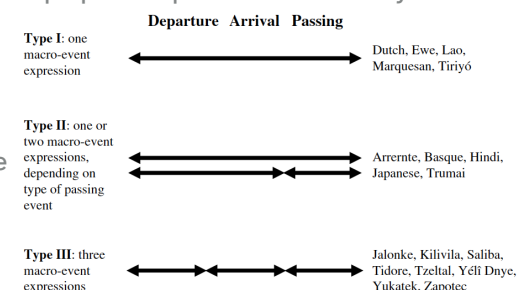 Departure Arrival Passing
Type I: one
macro-event
expression
Dutch, Ewe, Lao,
Marquesan, Tiriyó
Type II: one or
two macro-event
expressions,
depending on
type of passing
event
Arrernte, Basque, Hindi,
Japanese, Trumai
Type III: three
macro-event
expressions
Jalonke, Kilivila, Saliba,
Tidore, Tzeltal, Yélî Dnye,
Yukatek, Zapotec